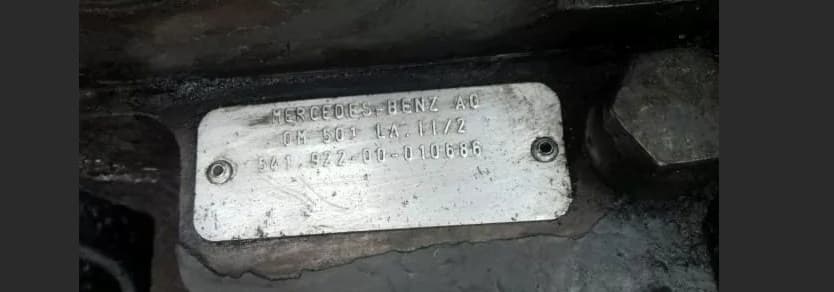 MERCEDES-BENZ AG
OM 501 LA.II/2
541.922-00-010686